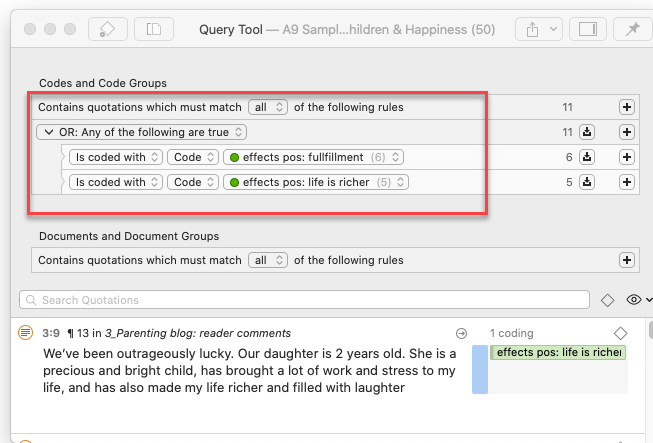 Query Tool — A9 Sampl...hildren & Happiness (50)
Codes and Code Groups
Contains quotations which must match all of the following rules 11
OR: Any of the following are true 11
Is coded with Code effects pos: fullfillment (6) 6
Is coded with Code effects pos: life is richer (5) 5
Documents and Document Groups
Contains quotations which must match all of the following rules
Search Quotations
3:9 ¶ 13 in 3_Parenting blog: reader comments 1 coding
We've been outrageously lucky. Our daughter is 2 years old. She is a effects pos: life is richer
precious and bright child, has brought a lot of work and stress to my
life, and has also made my life richer and filled with laughter